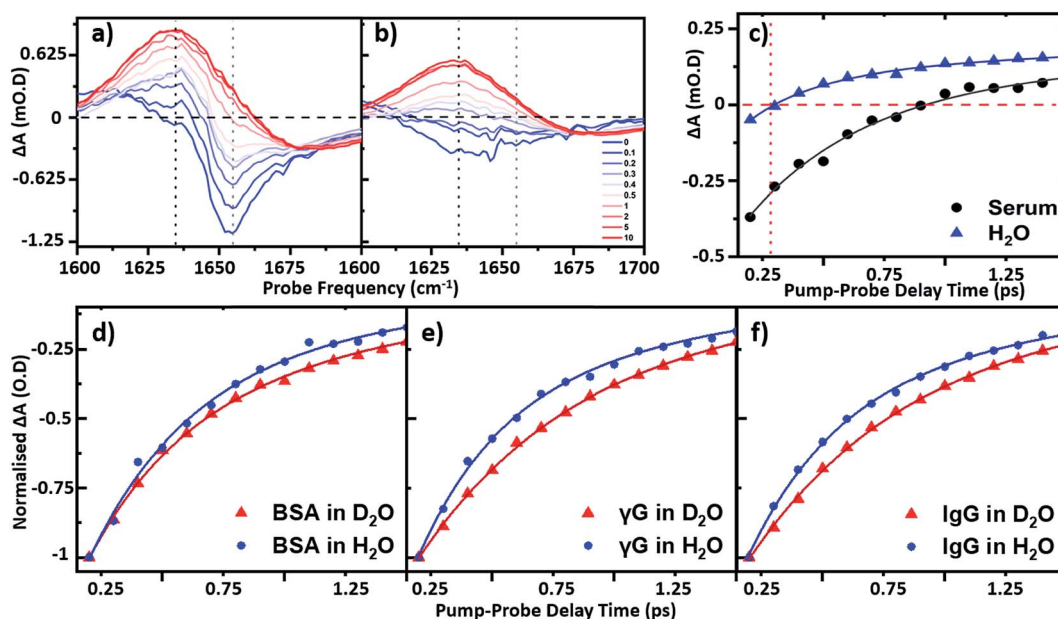 a)
b)
c)
ΔA (mO.D)
0.625
0
-0.625
-1.25
1600
1625
1650
1675
1600
1625
1650
1675
1700
Probe Frequency (cm⁻¹)
0
0.1
0.2
0.3
0.4
0.5
1
2
5
10
ΔA (mO.D)
0.25
0
-0.25
-0.5
0.25
0.75
1.25
Pump-Probe Delay Time (ps)
Serum
H₂O
d)
e)
f)
Normalised ΔA (O.D)
-0.25
-0.5
-0.75
-1
BSA in D₂O
BSA in H₂O
γG in D₂O
γG in H₂O
IgG in D₂O
IgG in H₂O
0.25
0.75
1.25
0.25
0.75
1.25
0.25
0.75
1.25
Pump-Probe Delay Time (ps)